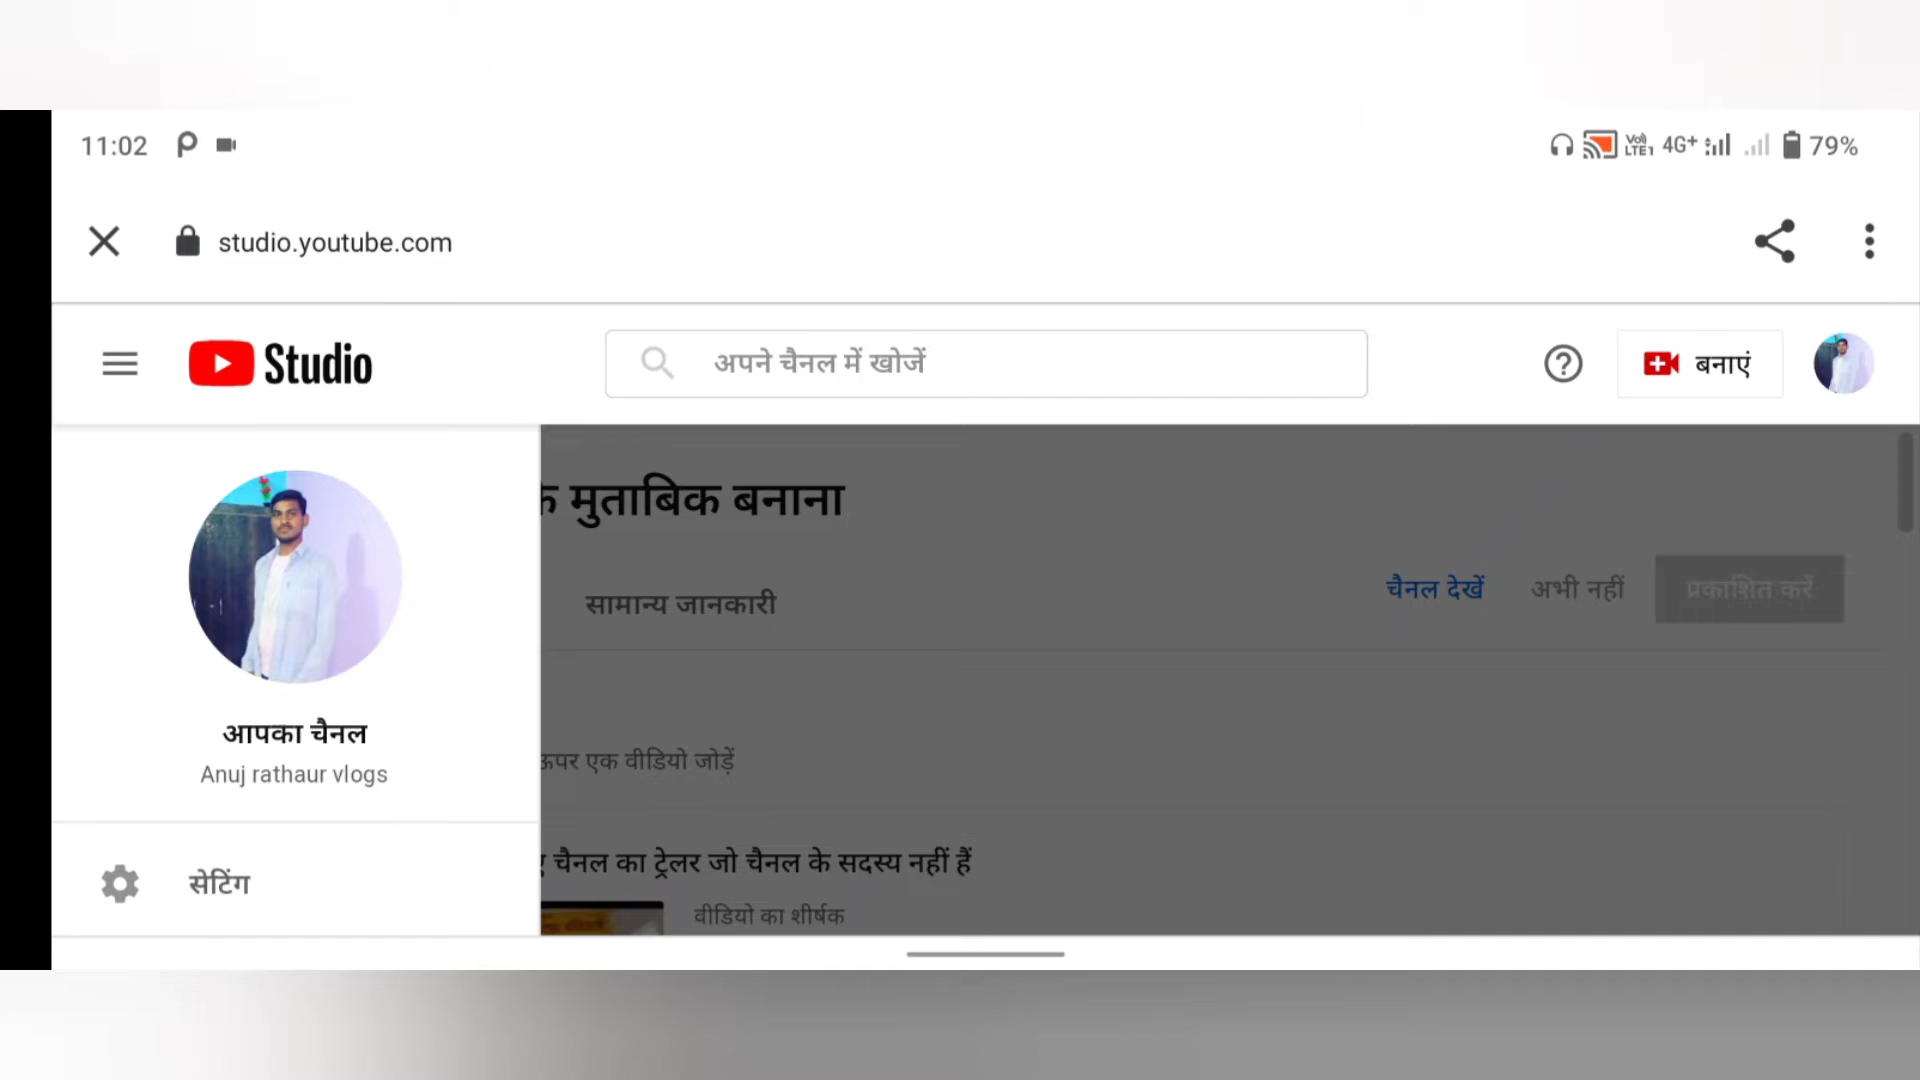 11:02
VoLTE1 4G+ 79%
studio.youtube.com
Studio
अपने चैनल में खोजें
बनाएं
के मुताबिक बनाना
सामान्य जानकारी
चैनल देखें
अभी नहीं
प्रकाशित करें
आपका चैनल
Anuj rathaur vlogs
ऊपर एक वीडियो जोड़ें
चैनल का ट्रेलर जो चैनल के सदस्य नहीं हैं
सेटिंग
वीडियो का शीर्षक